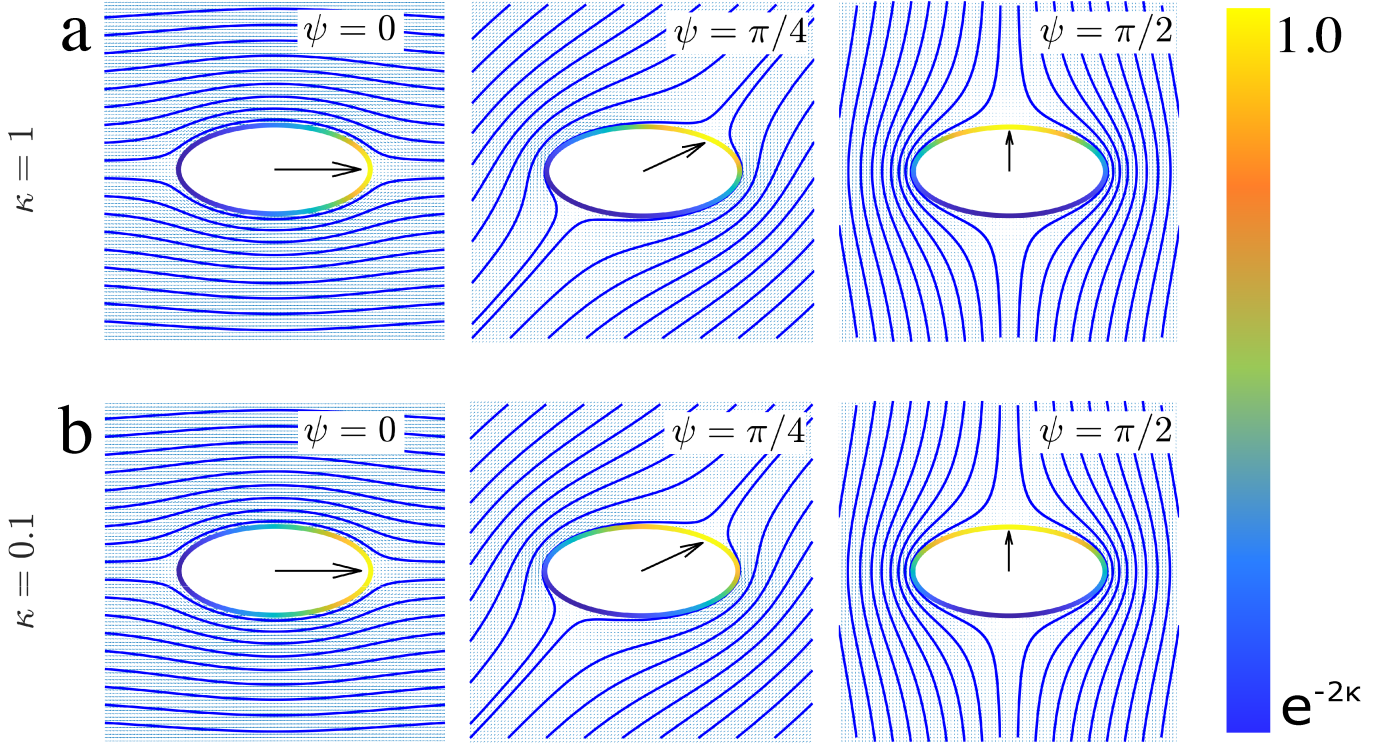 a
κ = 1
ψ = 0
ψ = π/4
ψ = π/2
1.0
b
κ = 0.1
ψ = 0
ψ = π/4
ψ = π/2
e^-2κ